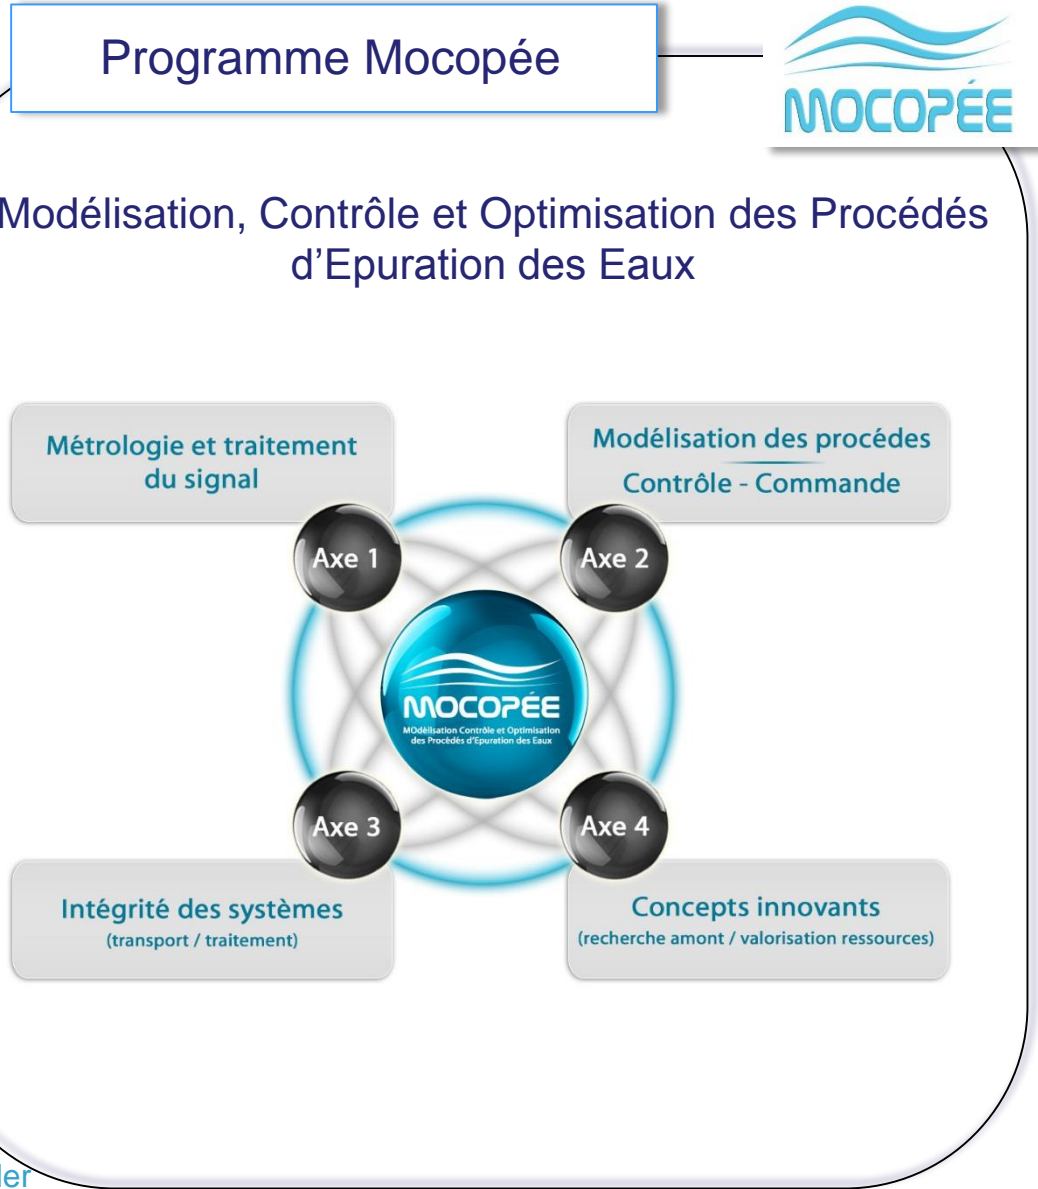 Programme Mocopée
MOCOPÉE
Modélisation, Contrôle et Optimisation des Procédés
d’Epuration des Eaux
Métrologie et traitement
du signal
Modélisation des procédes
Contrôle - Commande
Axe 1
Axe 2
MOCOPÉE
MOdélisation Contrôle et Optimisation
des Procédés d'Epuration des Eaux
Axe 3
Axe 4
Intégrité des systèmes
(transport / traitement)
Concepts innovants
(recherche amont / valorisation ressources)